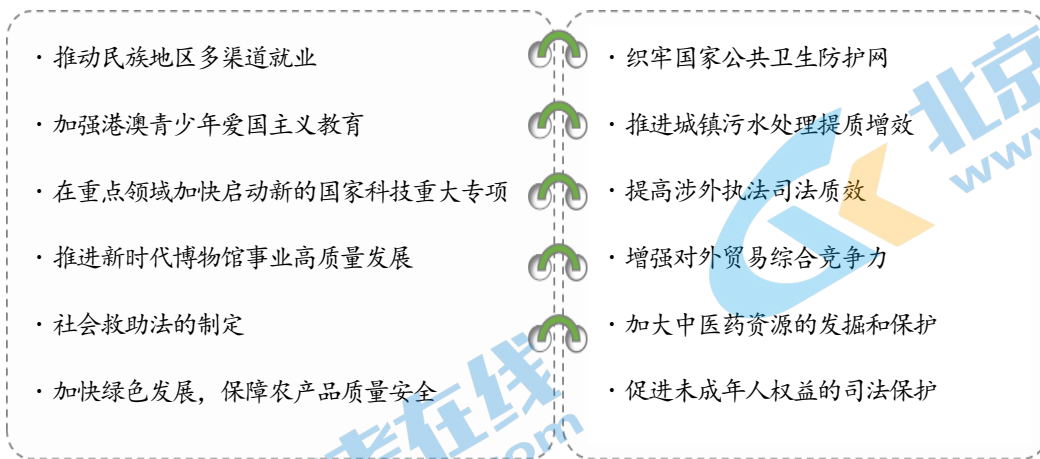 ·推动民族地区多渠道就业
·加强港澳青少年爱国主义教育
·在重点领域加快启动新的国家科技重大专项
·推进新时代博物馆事业高质量发展
·社会救助法的制定
·加快绿色发展，保障农产品质量安全
·织牢国家公共卫生防护网
·推进城镇污水处理提质增效
·提高涉外执法司法质效
·增强对外贸易综合竞争力
·加大中医药资源的发掘和保护
·促进未成年人权益的司法保护
北京
www
考在线
com